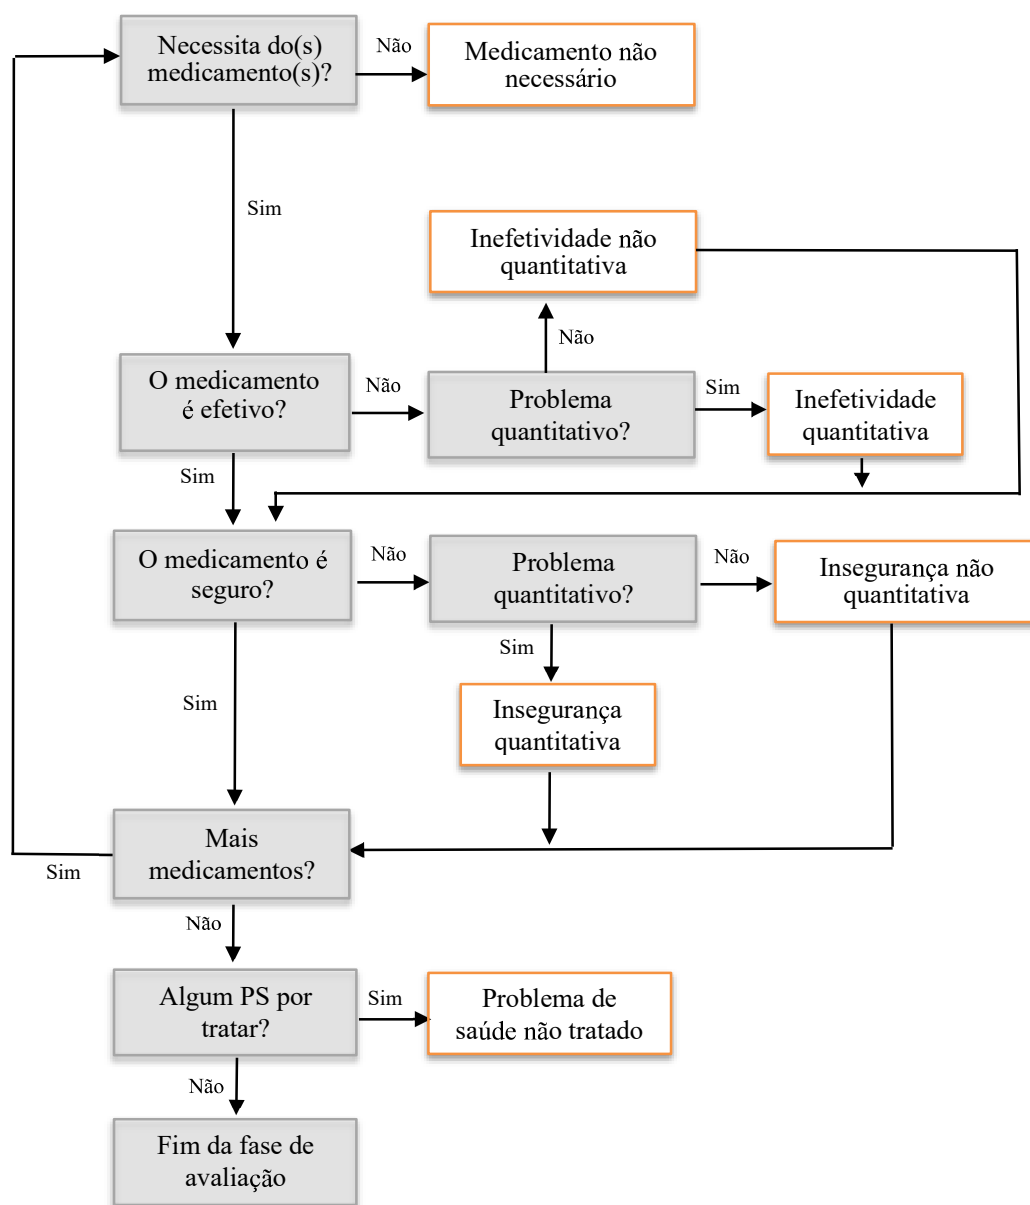 Necessita do(s)
medicamento(s)?
Não
Medicamento não
necessário
Sim
Inefetividade não
quantitativa
Não
O medicamento
é efetivo?
Não
Problema
quantitativo?
Sim
Inefetividade
quantitativa
Sim
O medicamento é
seguro?
Não
Problema
quantitativo?
Não
Insegurança não
quantitativa
Sim
Sim
Insegurança
quantitativa
Mais
medicamentos?
Sim
Não
Algum PS por
tratar?
Sim
Problema de
saúde não tratado
Não
Fim da fase de
avaliação